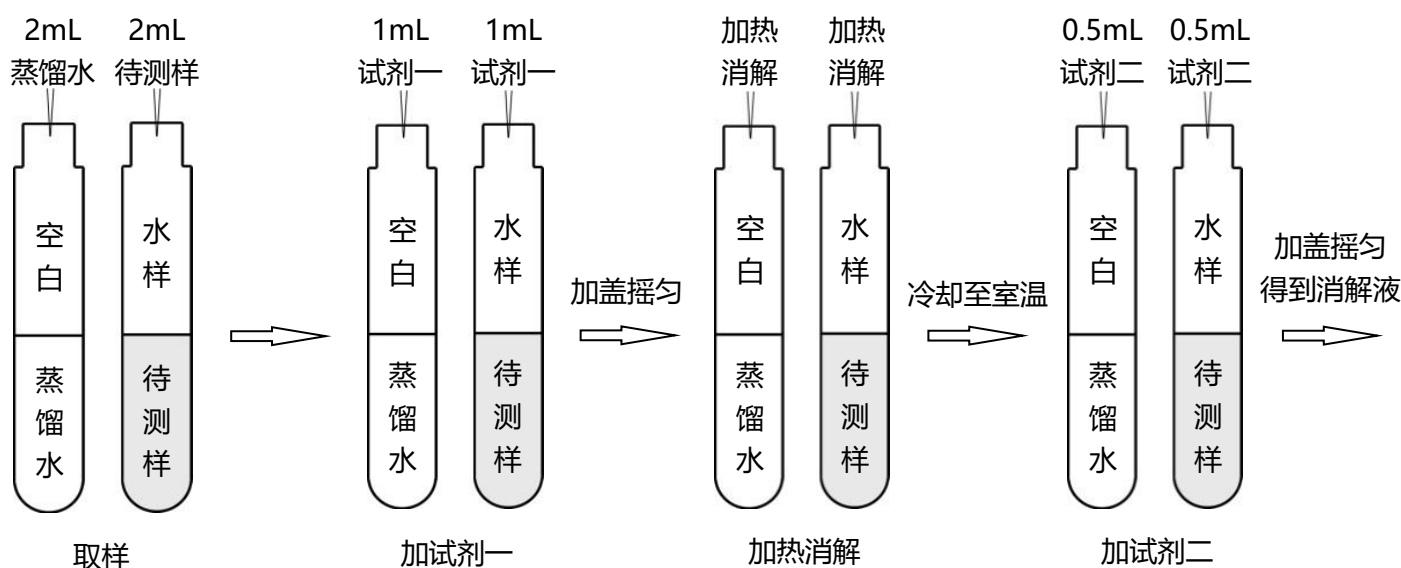 2mL 2mL
蒸馏水 待测样
空白
水样
蒸馏水
待测样
取样
1mL 1mL
试剂一 试剂一
空白
水样
蒸馏水
待测样
加试剂一
加盖摇匀
加热 加热
消解 消解
空白
水样
蒸馏水
待测样
加热消解
冷却至室温
0.5mL 0.5mL
试剂二 试剂二
空白
水样
蒸馏水
待测样
加试剂二
加盖摇匀
得到消解液